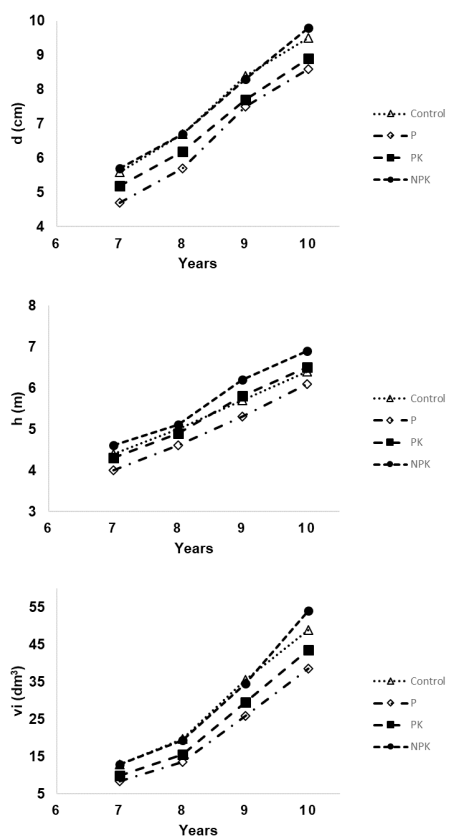 10
9
8
7
6
5
4
d (cm)
6 7 8 9 10
Years
Control
P
PK
NPK
8
7
6
5
4
3
h (m)
6 7 8 9 10
Years
Control
P
PK
NPK
55
45
35
25
15
5
vi (dm³)
6 7 8 9 10
Years
Control
P
PK
NPK